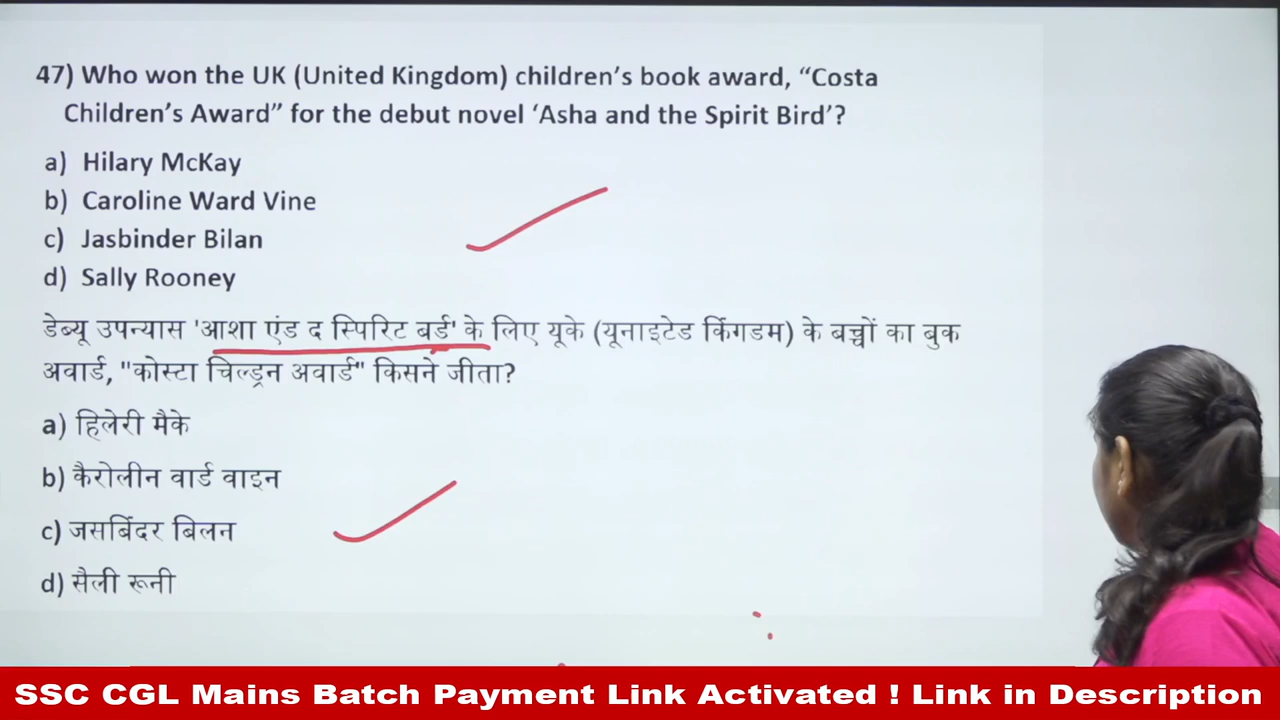 47) Who won the UK (United Kingdom) children’s book award, “Costa
Children’s Award” for the debut novel ‘Asha and the Spirit Bird’?
a) Hilary McKay
b) Caroline Ward Vine
c) Jasbinder Bilan
d) Sally Rooney
डेब्यू उपन्यास 'आशा एंड द स्पिरिट बर्ड' के लिए यूके (यूनाइटेड किंगडम) के बच्चों का बुक
अवार्ड, "कोस्टा चिल्ड्रेन अवार्ड" किसने जीता?
a) हिलेरी मैके
b) कैरोलीन वार्ड वाइन
c) जसबिंदर बिलन
d) सैली रूनी
SSC CGL Mains Batch Payment Link Activated ! Link in Description